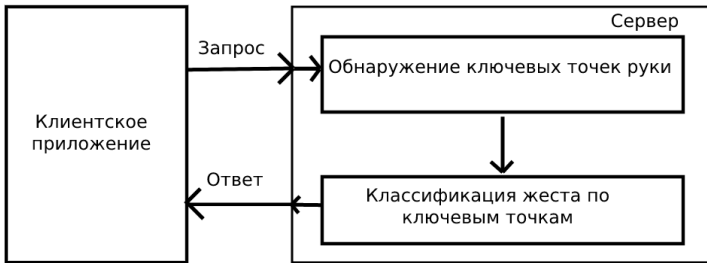 Сервер
Запрос
Обнаружение ключевых точек руки
Клиентское
приложение
Ответ
Классификация жеста по
ключевым точкам